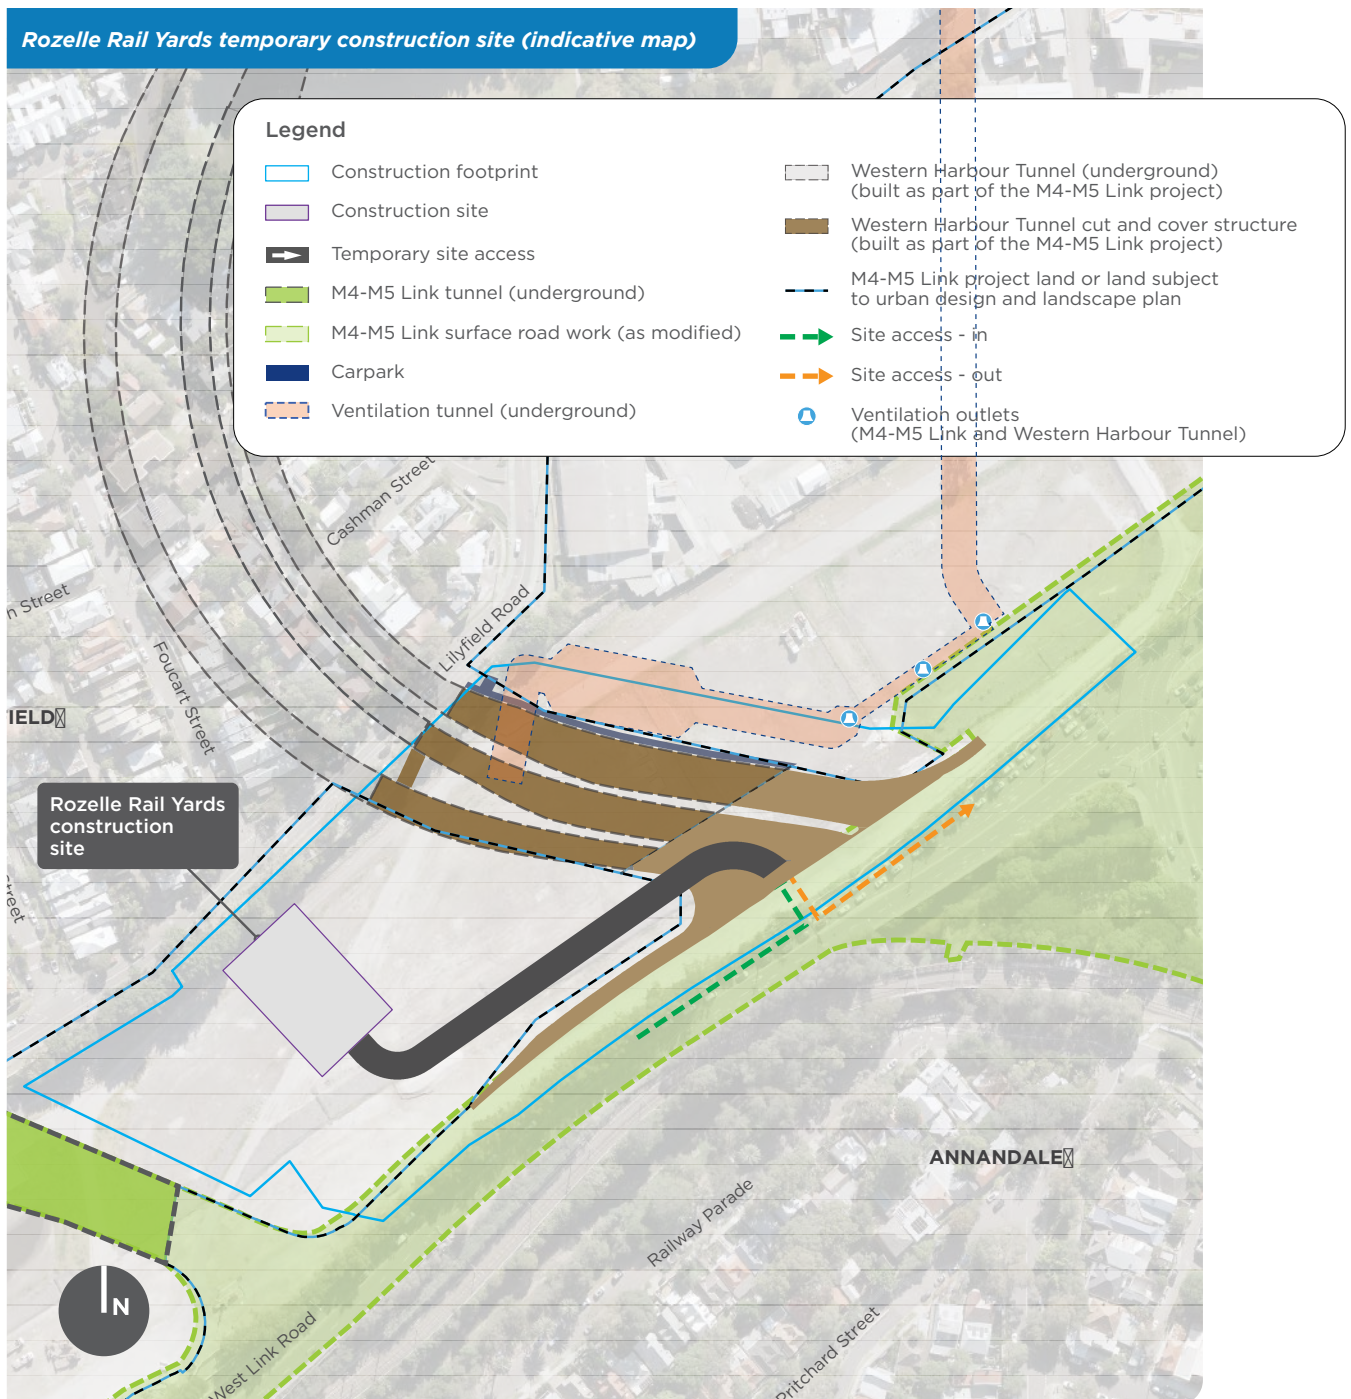 Rozelle Rail Yards temporary construction site (indicative map)
Legend
Construction footprint
Construction site
Temporary site access
M4-M5 Link tunnel (underground)
M4-M5 Link surface road work (as modified)
Carpark
Ventilation tunnel (underground)
Western Harbour Tunnel (underground)
(built as part of the M4-M5 Link project)
Western Harbour Tunnel cut and cover structure
(built as part of the M4-M5 Link project)
M4-M5 Link project land or land subject
to urban design and landscape plan
Site access - in
Site access - out
Ventilation outlets
(M4-M5 Link and Western Harbour Tunnel)
Cashman Street
n Street
Lilyfield Road
Foucart Street
IELD
Rozelle Rail Yards
construction
site
street
ANNANDALE
Railway Parade
N
West Link Road
Pritchard Street